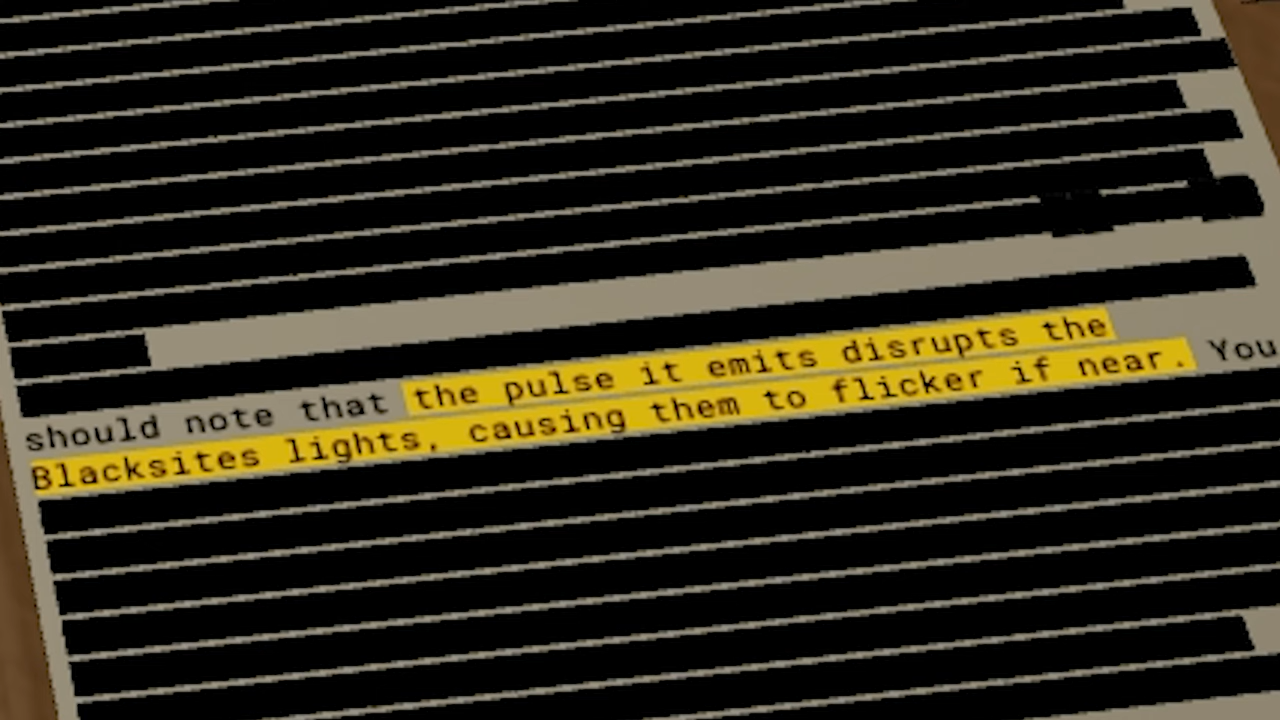 should note that the pulse it emits disrupts the
Blacksites lights, causing them to flicker if near. You